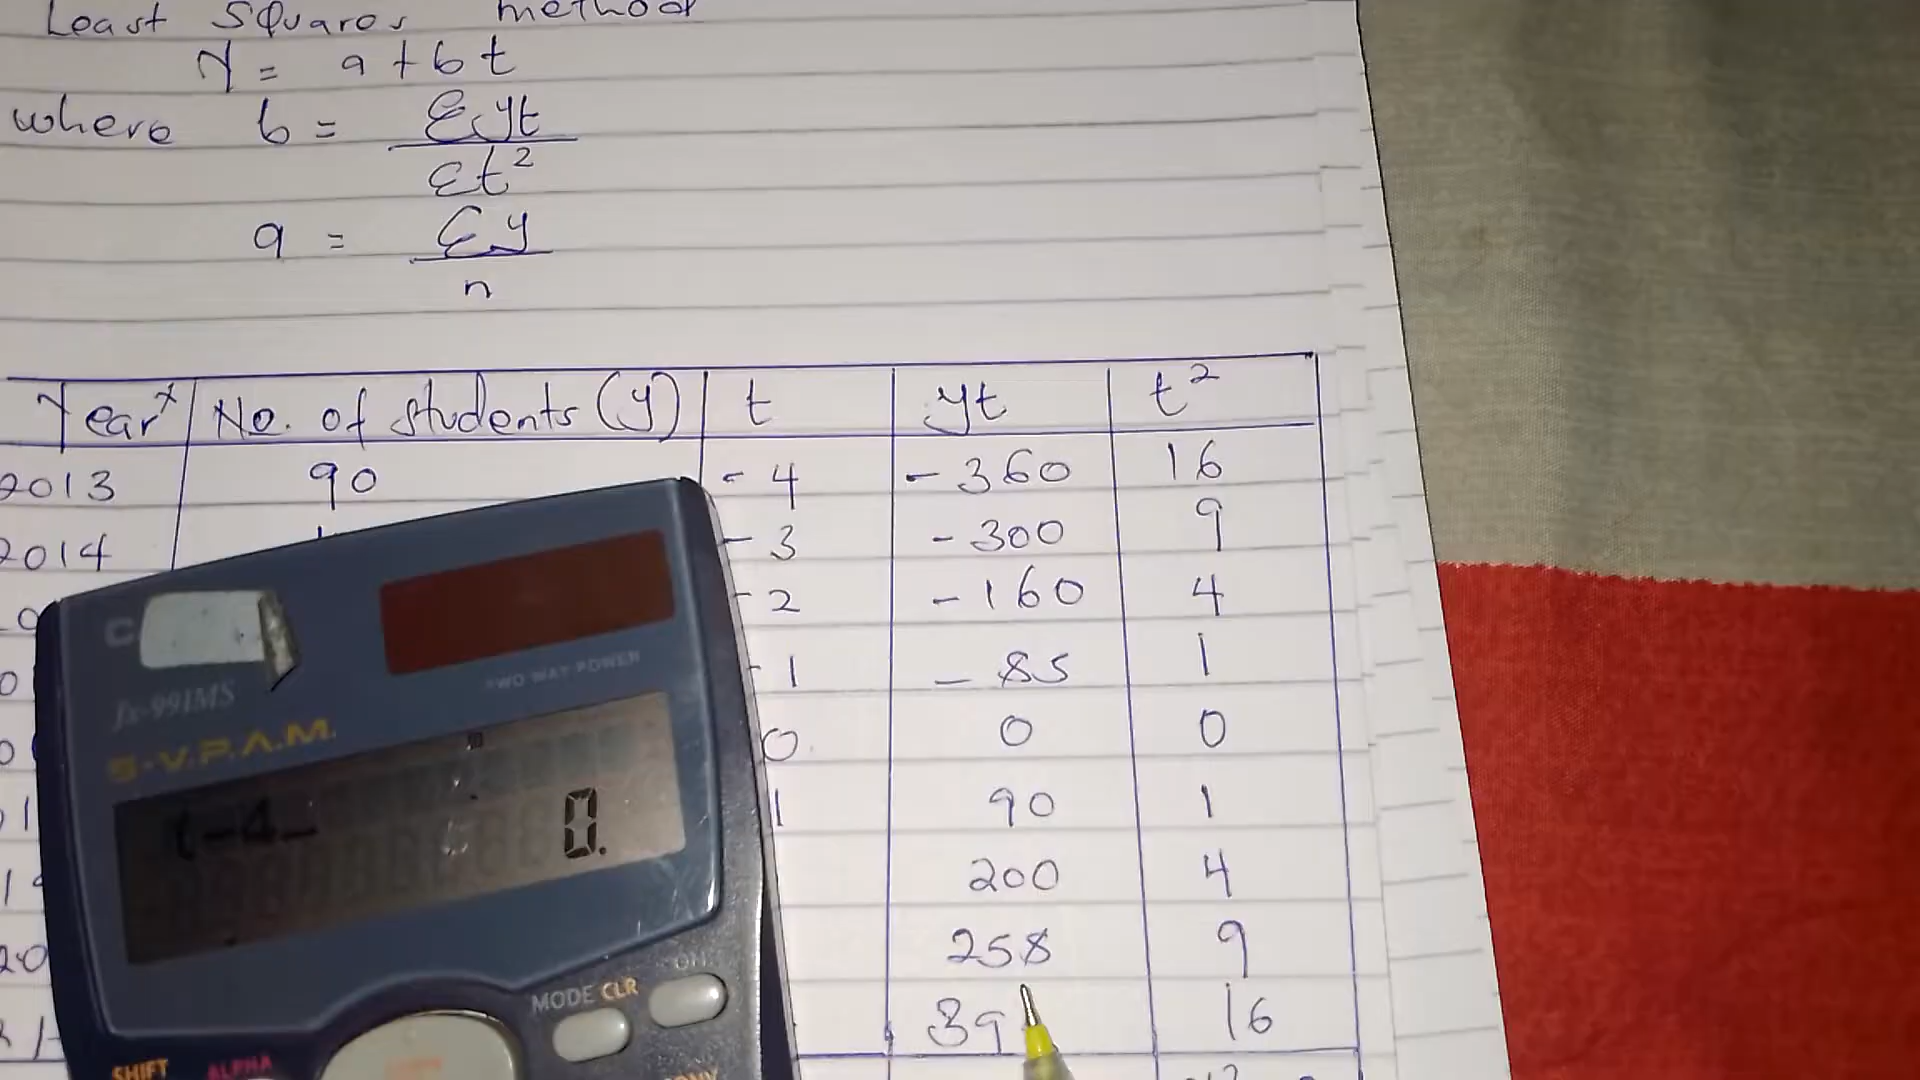 Least Squares method
Y = a + bt
where b = Σyt
Σt²
a = Σy
n
Year x No. of students (y) t yt t²
2013 90 -4 -360 16
2014 -3 -300 9
-2 -160 4
-1 -85 1
0 0 0
1 90 1
200 4
258 9
16
fx-991MS
TWO WAY POWER
S-V.P.A.M.
0.
MODE CLR ON
SHIFT ALPHA